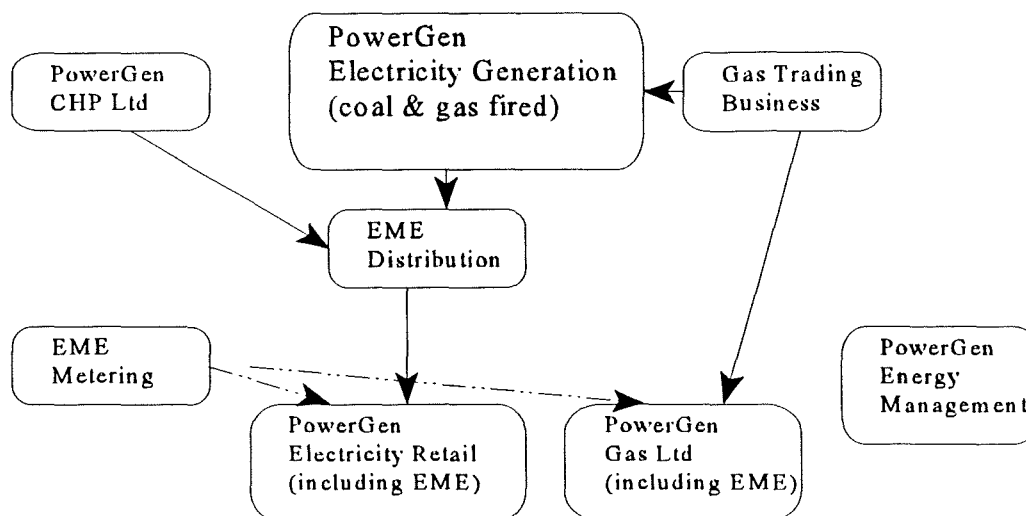 PowerGen
CHP Ltd
PowerGen
Electricity Generation
(coal & gas fired)
Gas Trading
Business
EME
Distribution
EME
Metering
PowerGen
Energy
Management
PowerGen
Electricity Retail
(including EME)
PowerGen
Gas Ltd
(including EME)